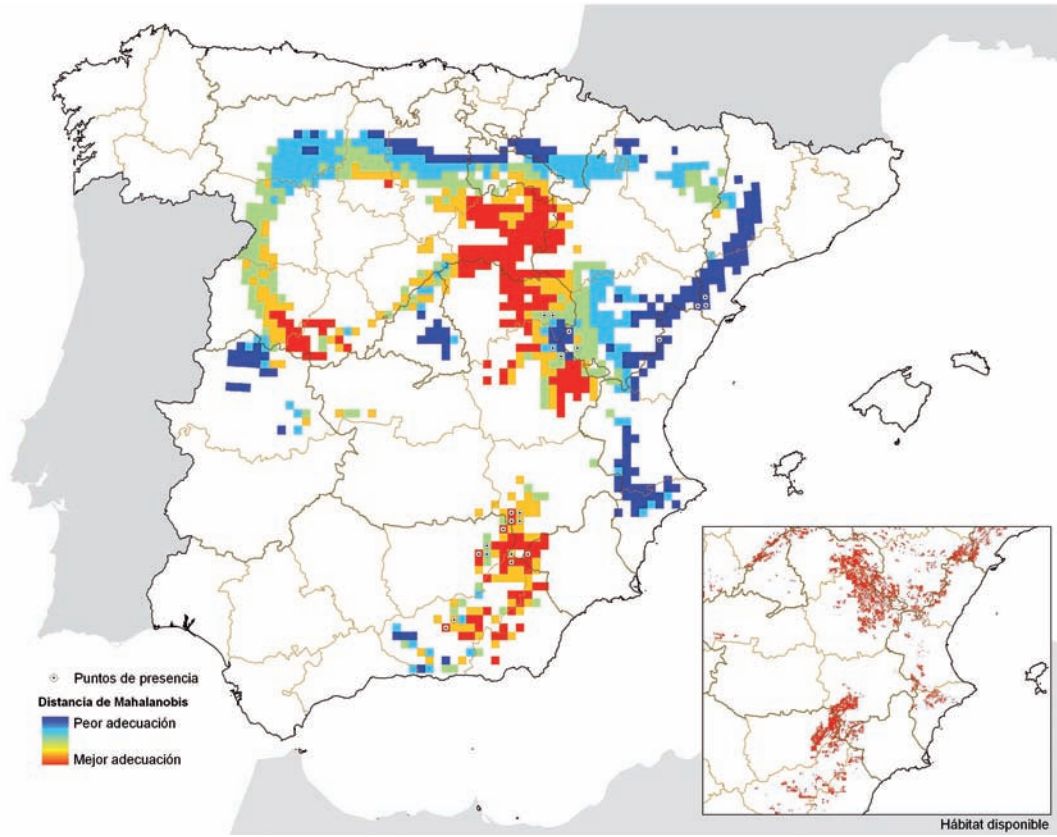 Puntos de presencia
Distancia de Mahalanobis
Peor adecuación
Mejor adecuación
Hábitat disponible